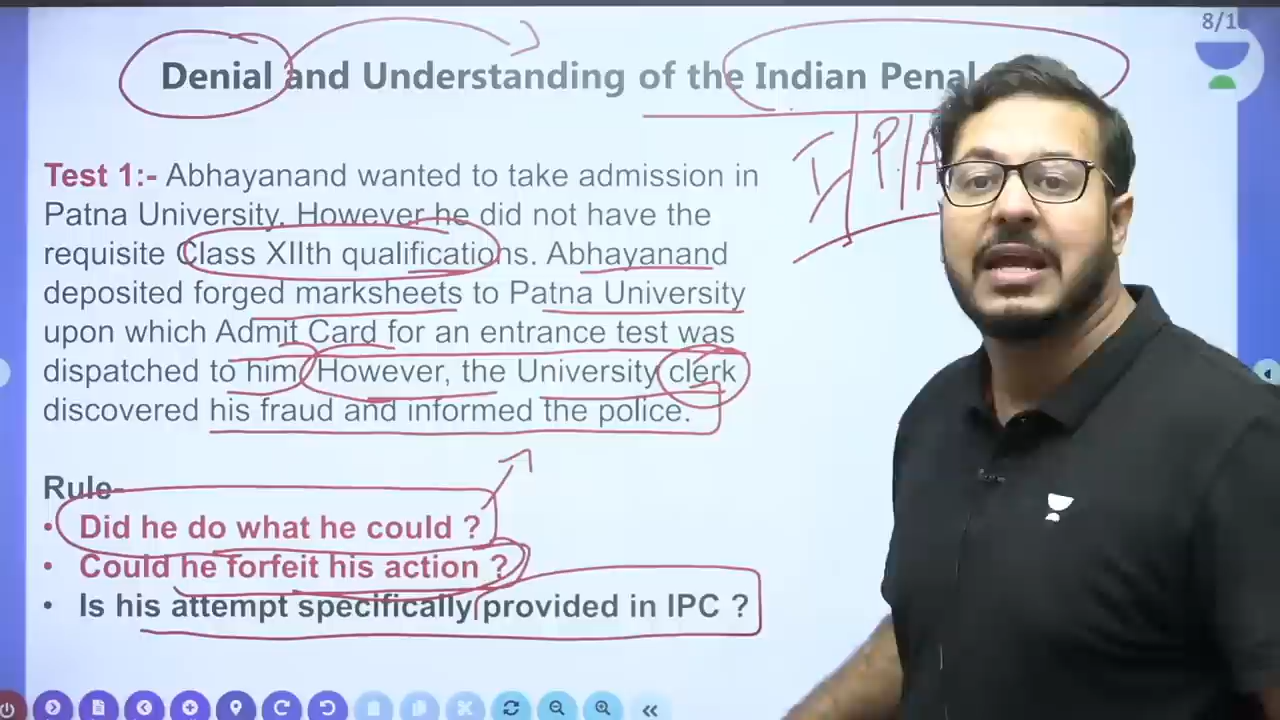 8/1
Denial and Understanding of the Indian Penal
I P A
Test 1:- Abhayanand wanted to take admission in
Patna University. However he did not have the
requisite Class XIIth qualifications. Abhayanand
deposited forged marksheets to Patna University
upon which Admit Card for an entrance test was
dispatched to him. However, the University clerk
discovered his fraud and informed the police.
Rule-
• Did he do what he could ?
• Could he forfeit his action ?
• Is his attempt specifically provided in IPC ?